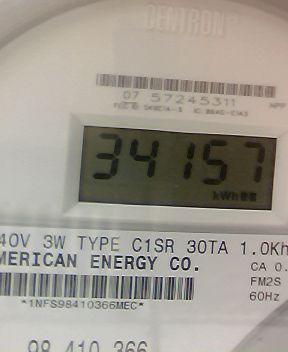 CENTRON®
07 57245311
34157
kWh
40V 3W TYPE C1SR 30TA 1.0Kh
MERICAN ENERGY CO.
CA 0.
FM2S
60Hz
*1NFS98410366MEC*
98 410 366